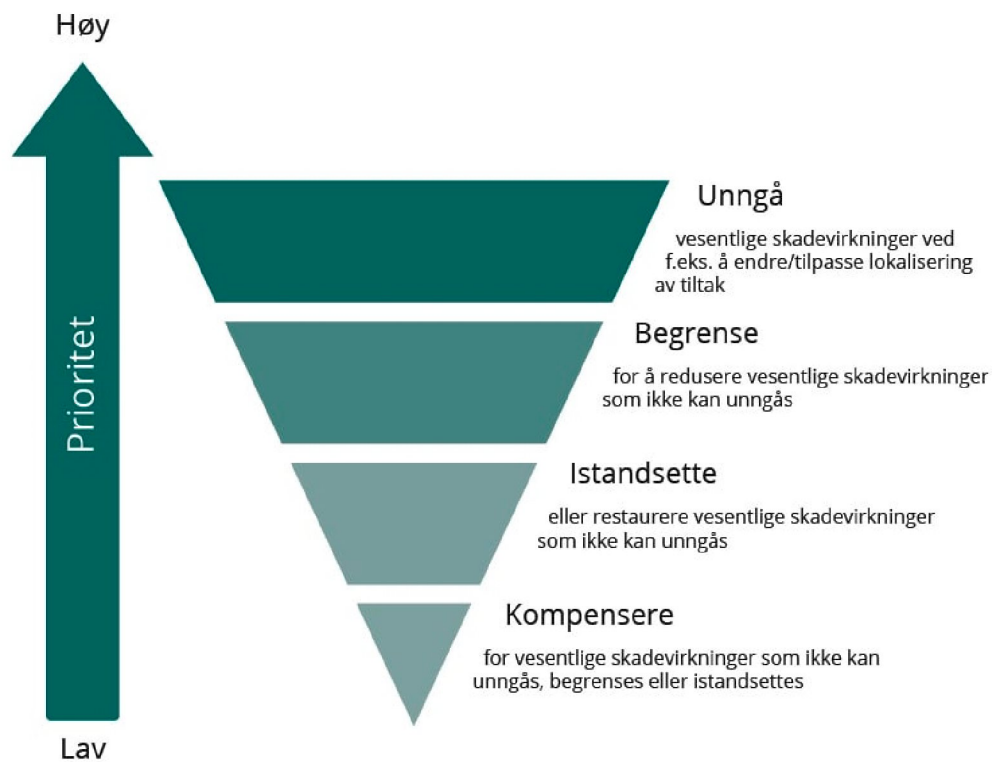 Høy
Prioritet
Lav
Unngå
vesentlige skadevirkninger ved
f.eks. å endre/tilpasse lokalisering
av tiltak
Begrense
for å redusere vesentlige skadevirkninger
som ikke kan unngås
Istandsette
eller restaurere vesentlige skadevirkninger
som ikke kan unngås
Kompensere
for vesentlige skadevirkninger som ikke kan
unngås, begrenses eller istandsettes